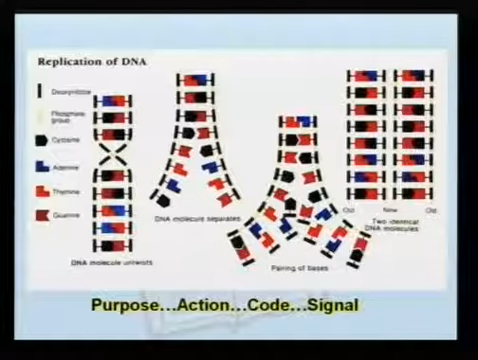 Replication of DNA
Deoxyribose
Phosphate
group
Cytosine
Adenine
Thymine
Guanine
DNA molecule untwists
DNA molecule separates
Pairing of bases
Old New Old
Two identical
DNA molecules
Purpose...Action...Code...Signal